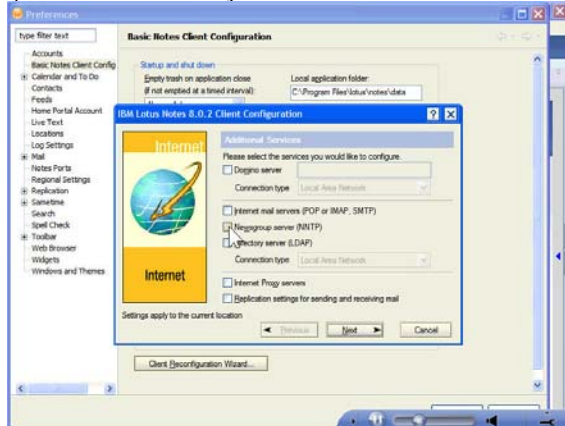 Preferences
type filter text
Accounts
Basic Notes Client Config
Calendar and To Do
Contacts
Feeds
Home Portal Account
Live Text
Locations
Log Settings
Mail
Notes Ports
Regional Settings
Replication
Sametime
Search
Spell Check
Toolbar
Web Browser
Widgets
Windows and Themes
Basic Notes Client Configuration
Startup and shut down
Empty trash on application close
(if not emptied at a timed interval):
Local application folder:
C:\Program Files\lotus\notes\data
IBM Lotus Notes 8.0.2 Client Configuration
Internet
Internet
Additional Services
Please select the services you would like to configure.
Domino server
Connection type
Local Area Network
Internet mail servers (POP or IMAP, SMTP)
Newsgroup server (NNTP)
Directory server (LDAP)
Connection type
Local Area Network
Internet Proxy servers
Replication settings for sending and receiving mail
Settings apply to the current location
Previous
Next
Cancel
Client Reconfiguration Wizard...